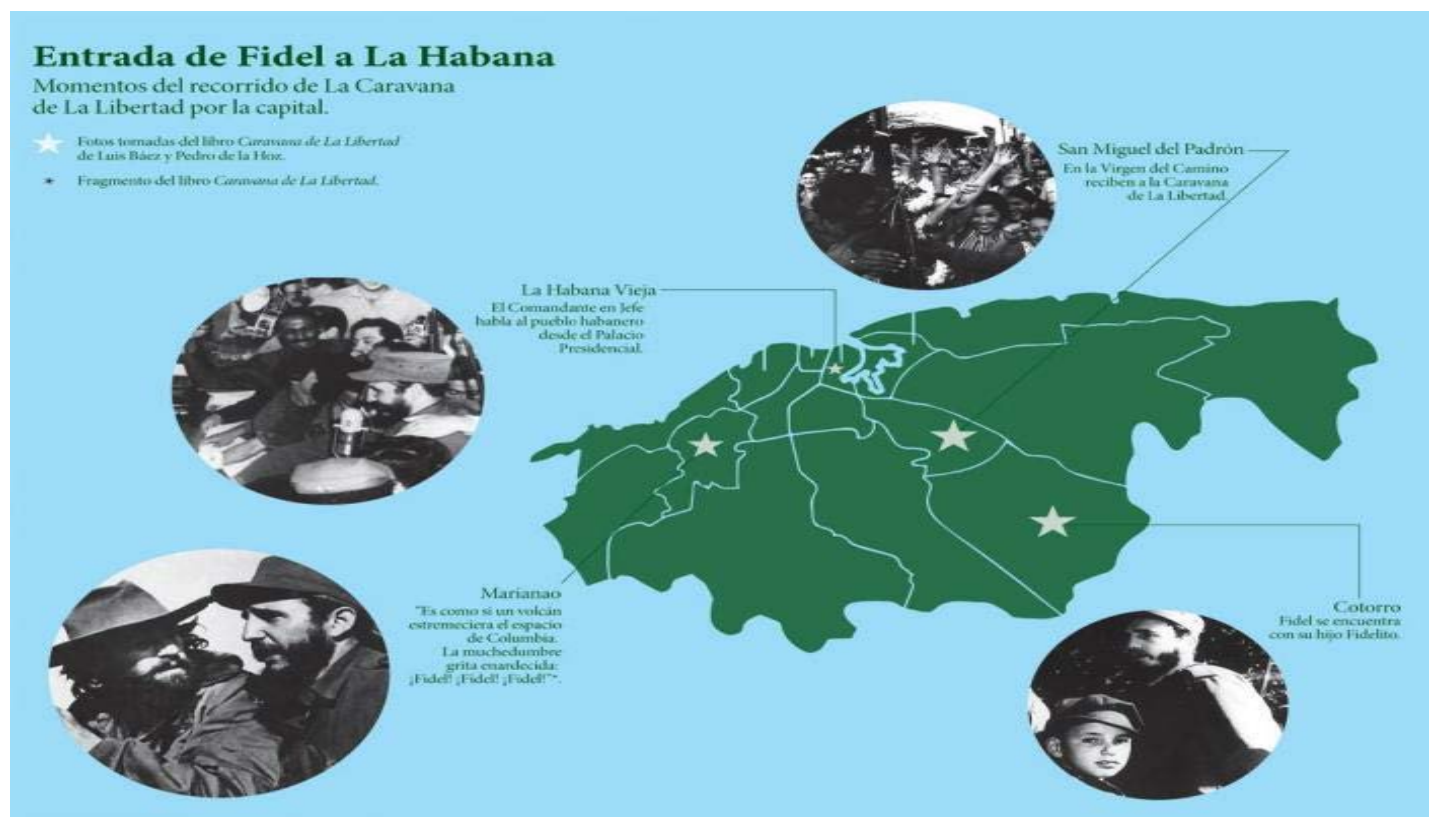 Entrada de Fidel a La Habana
Momentos del recorrido de La Caravana
de La Libertad por la capital.
Fotos tomadas del libro Caravana de La Libertad
de Luis Báez y Pedro de la Hoz.
* Fragmento del libro Caravana de La Libertad.
San Miguel del Padrón
En la Virgen del Camino
reciben a la Caravana
de La Libertad.
La Habana Vieja
El Comandante en Jefe
habla al pueblo habanero
desde el Palacio
Presidencial.
Marianao
"Es como si un volcán
estremeciera el espacio
de Columbia.
La muchedumbre
grita enardecida:
¡Fidel! ¡Fidel! ¡Fidel!"*.
Cotorro
Fidel se encuentra
con su hijo Fidelito.